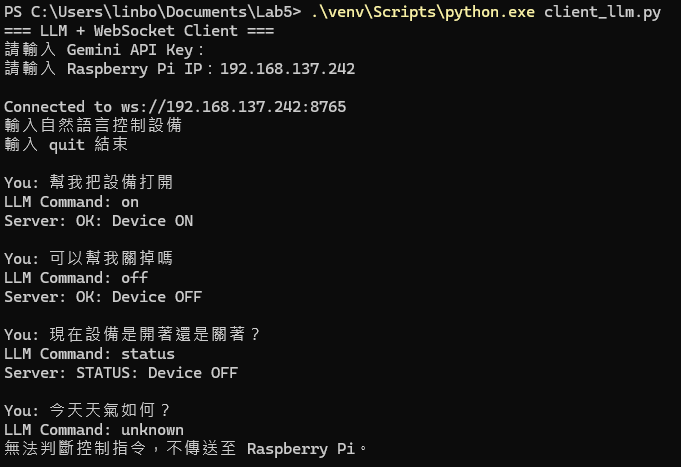 PS C:\Users\linbo\Documents\Lab5> .\venv\Scripts\python.exe client_llm.py
=== LLM + WebSocket Client ===
請輸入 Gemini API Key：
請輸入 Raspberry Pi IP：192.168.137.242
Connected to ws://192.168.137.242:8765
輸入自然語言控制設備
輸入 quit 結束
You: 幫我把設備打開
LLM Command: on
Server: OK: Device ON
You: 可以幫我關掉嗎
LLM Command: off
Server: OK: Device OFF
You: 現在設備是開著還是關著？
LLM Command: status
Server: STATUS: Device OFF
You: 今天天氣如何？
LLM Command: unknown
無法判斷控制指令，不傳送至 Raspberry Pi。